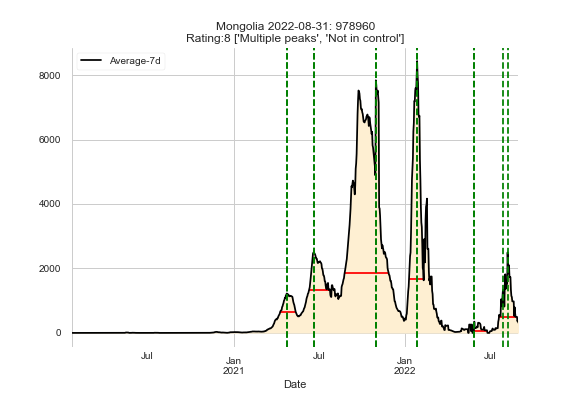 Mongolia 2022-08-31: 978960
Rating:8 ['Multiple peaks', 'Not in control']
Average-7d
8000
6000
4000
2000
0
Jul
Jan
2021
Jul
Jan
2022
Jul
Date